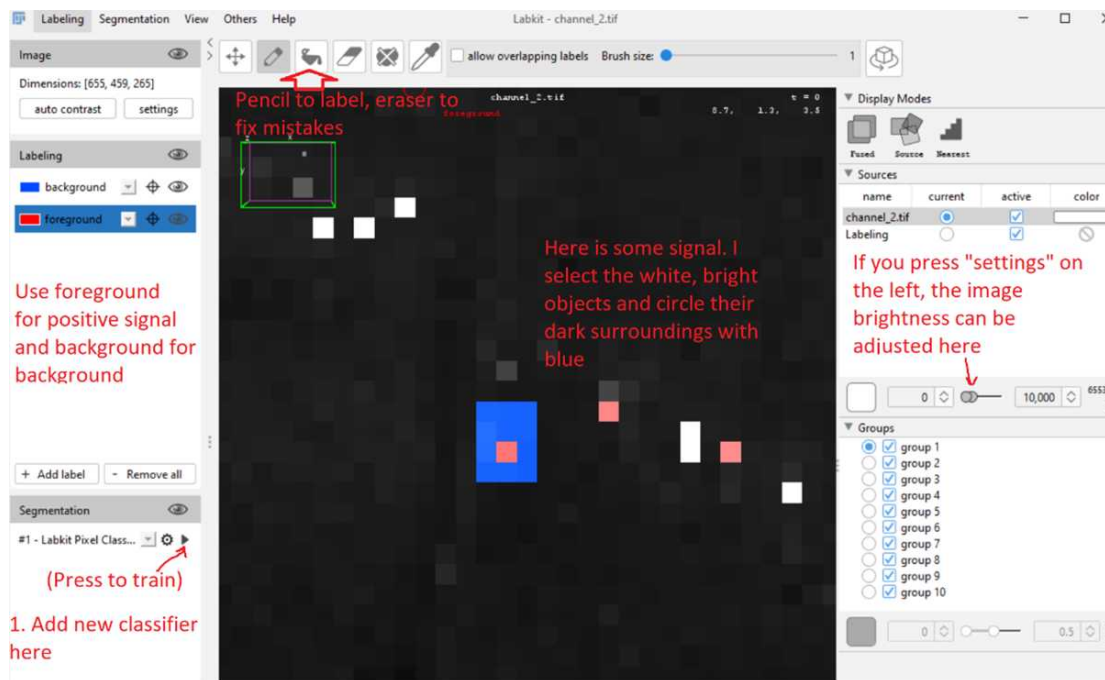 Labeling Segmentation View Others Help
Labkit - channel_2.tif
Image
Dimensions: [655, 459, 265]
auto contrast settings
Labeling
background
foreground
Use foreground
for positive signal
and background for
background
+ Add label - Remove all
Segmentation
#1 - Labkit Pixel Class...
(Press to train)
1. Add new classifier
here
allow overlapping labels Brush size: 1
Pencil to label, eraser to
fix mistakes
channel_2.tif
foreground
t = 0
8.7, 1.3, 3.5
z x
y
Here is some signal. I
select the white, bright
objects and circle their
dark surroundings with
blue
Display Modes
Fused Source Nearest
Sources
name current active color
channel_2.tif
Labeling
If you press "settings" on
the left, the image
brightness can be
adjusted here
0 10,000
Groups
group 1
group 2
group 3
group 4
group 5
group 6
group 7
group 8
group 9
group 10
0 0.5